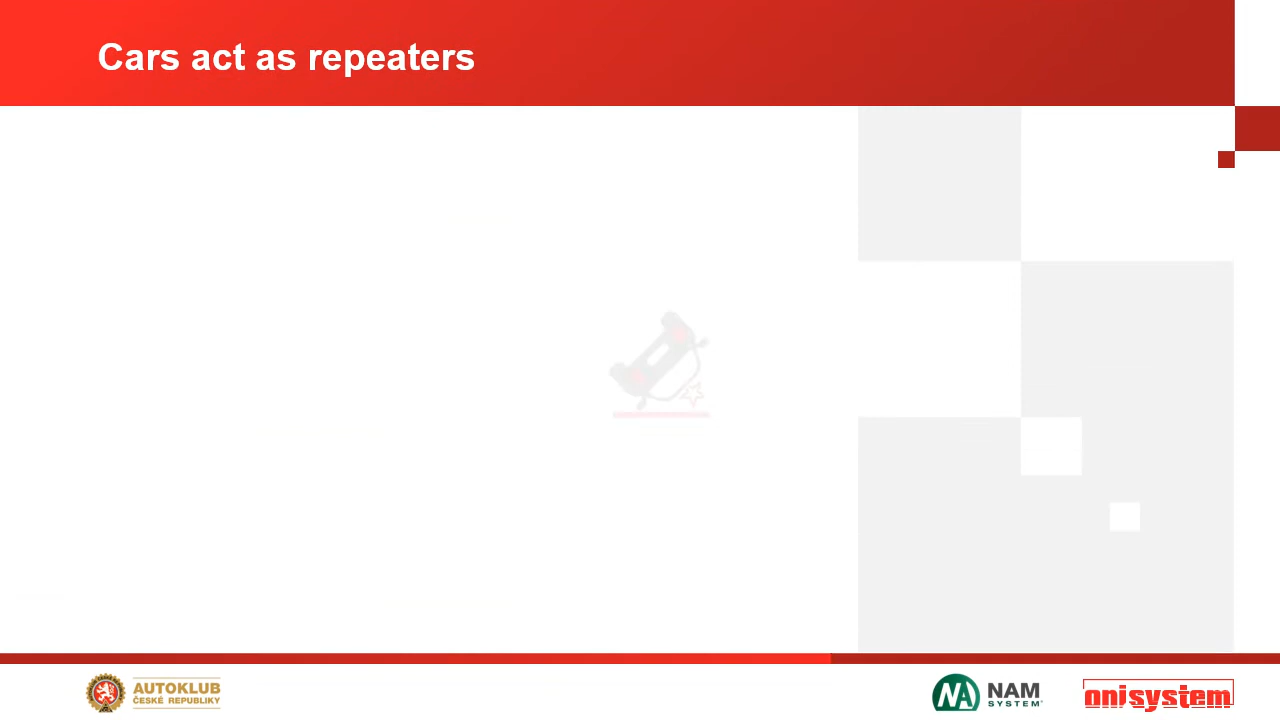 Cars act as repeaters
AUTOKLUB
ČESKÉ REPUBLIKY
NAM
SYSTEM
onisystem